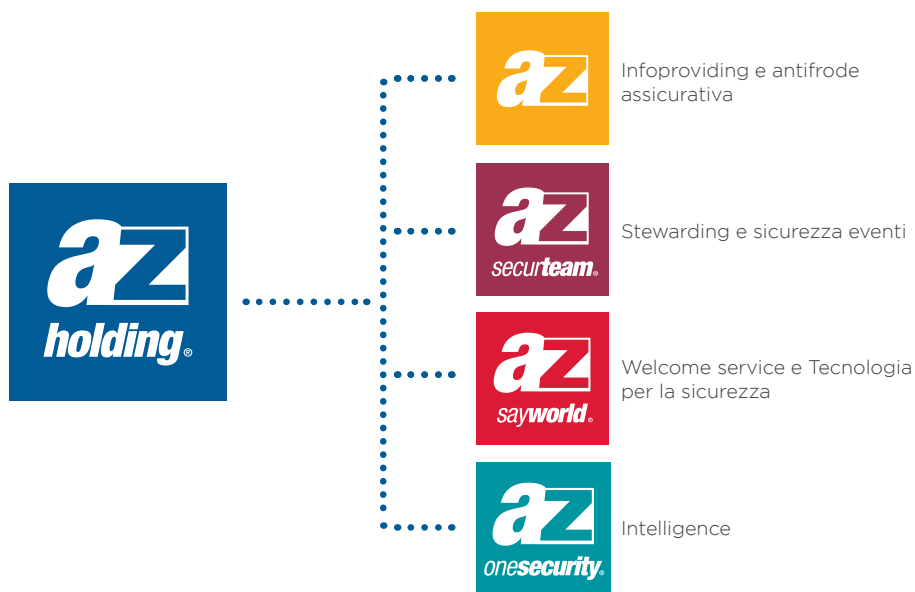 az
holding®
az
Infoproviding e antifrode
assicurativa
az
securteam®
Stewarding e sicurezza eventi
az
sayworld®
Welcome service e Tecnologia
per la sicurezza
az
onesecurity®
Intelligence